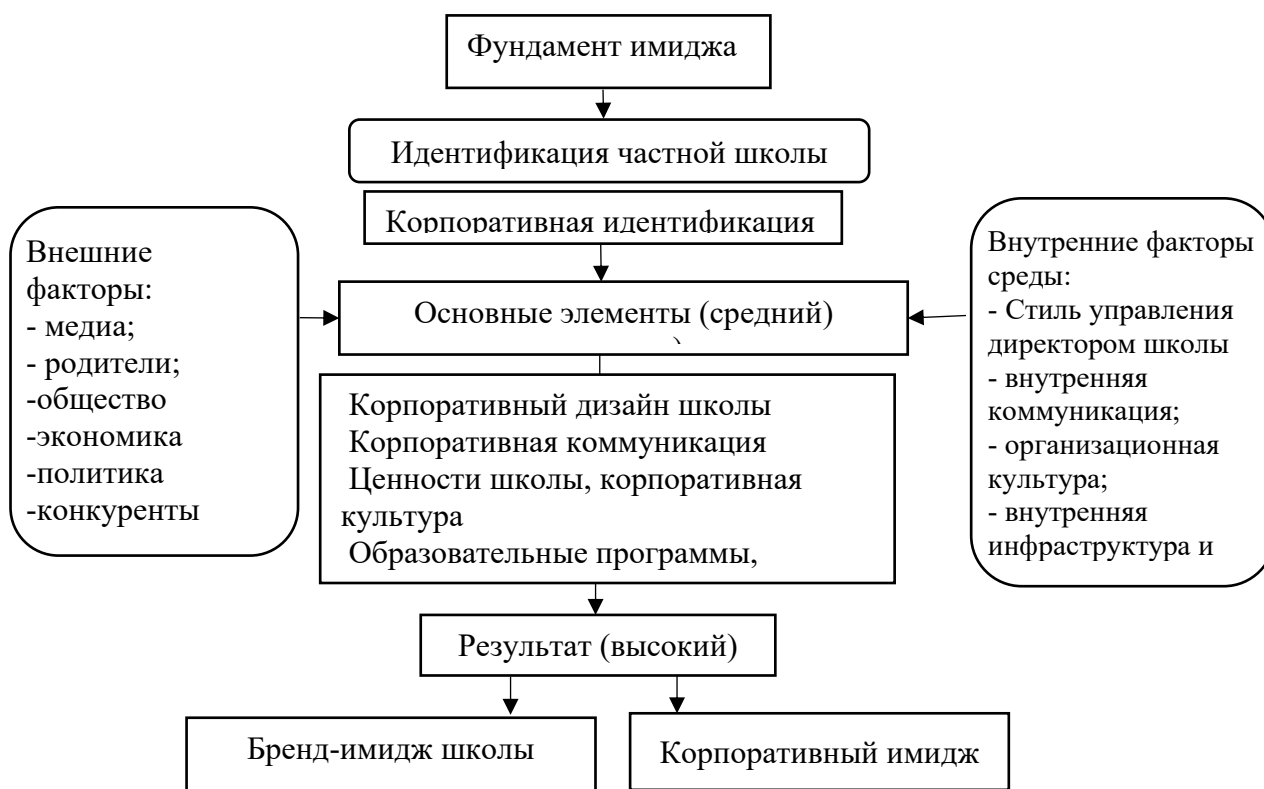 Фундамент имиджа
Идентификация частной школы
Корпоративная идентификация
Внешние
факторы:
- медиа;
- родители;
-общество
-экономика
-политика
-конкуренты
Основные элементы (средний)
Корпоративный дизайн школы
Корпоративная коммуникация
Ценности школы, корпоративная
культура
Образовательные программы,
Внутренние факторы
среды:
- Стиль управления
директором школы
- внутренняя
коммуникация;
- организационная
культура;
- внутренняя
инфраструктура и
Результат (высокий)
Бренд-имидж школы
Корпоративный имидж